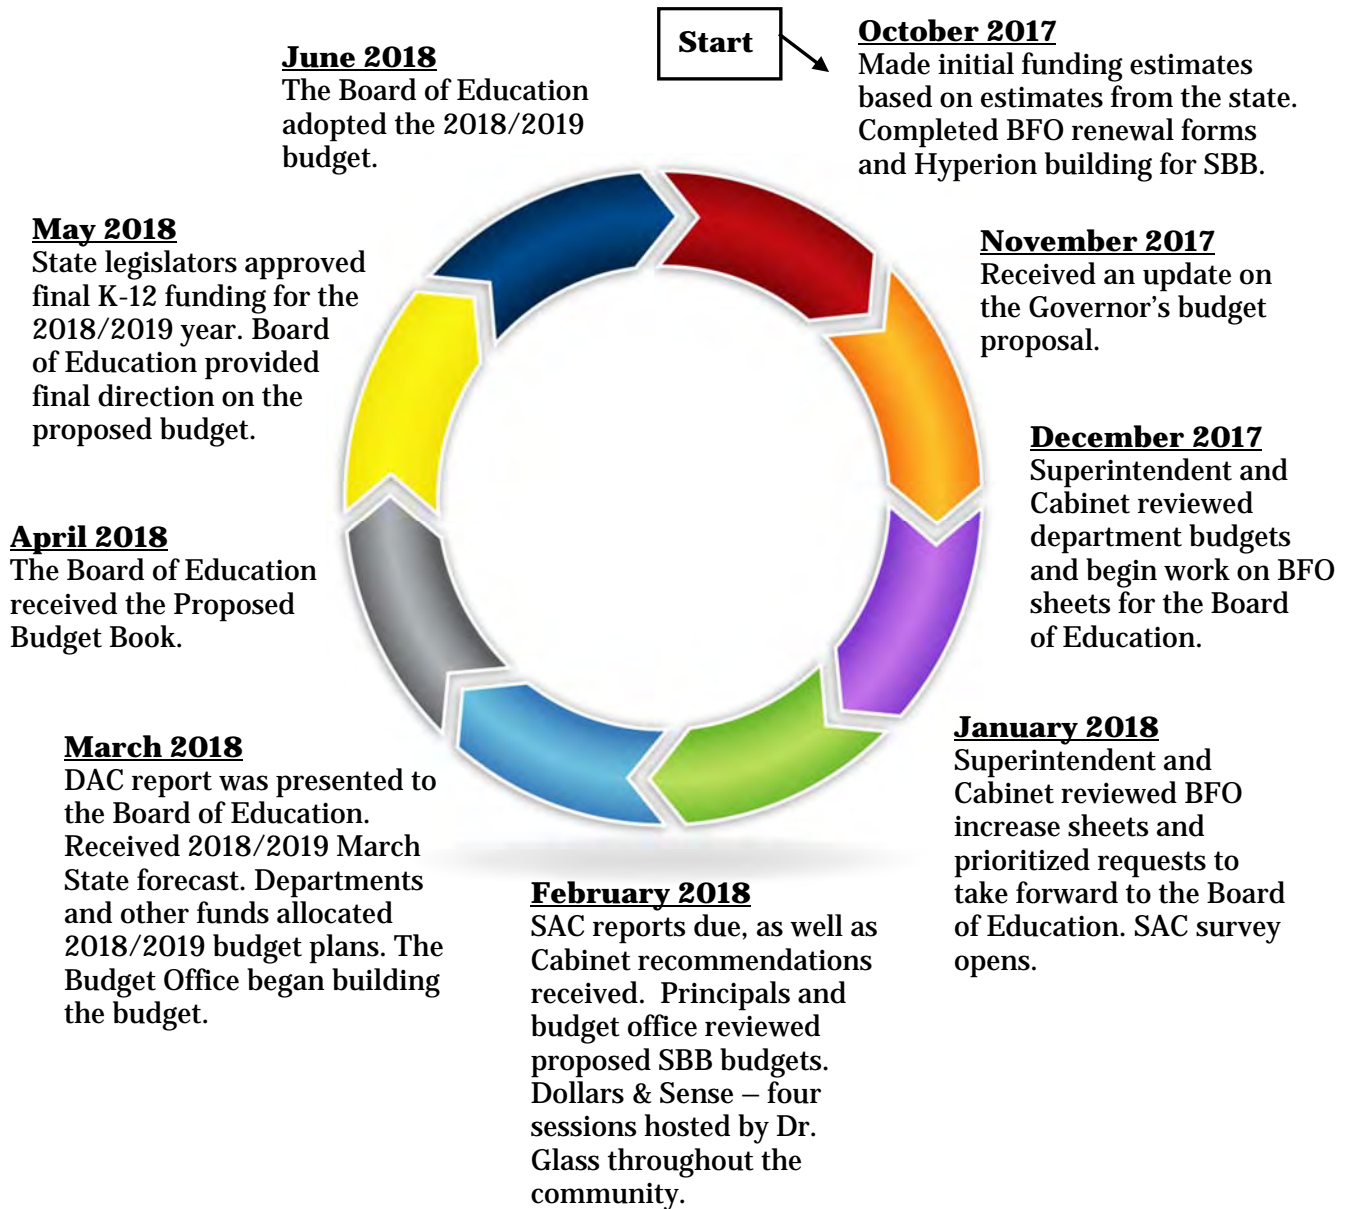 Start
October 2017
Made initial funding estimates
based on estimates from the state.
Completed BFO renewal forms
and Hyperion building for SBB.
November 2017
Received an update on
the Governor’s budget
proposal.
December 2017
Superintendent and
Cabinet reviewed
department budgets
and begin work on BFO
sheets for the Board
of Education.
January 2018
Superintendent and
Cabinet reviewed BFO
increase sheets and
prioritized requests to
take forward to the Board
of Education. SAC survey
opens.
February 2018
SAC reports due, as well as
Cabinet recommendations
received.  Principals and
budget office reviewed
proposed SBB budgets.
Dollars & Sense – four
sessions hosted by Dr.
Glass throughout the
community.
March 2018
DAC report was presented to
the Board of Education.
Received 2018/2019 March
State forecast. Departments
and other funds allocated
2018/2019 budget plans. The
Budget Office began building
the budget.
April 2018
The Board of Education
received the Proposed
Budget Book.
May 2018
State legislators approved
final K-12 funding for the
2018/2019 year. Board
of Education provided
final direction on the
proposed budget.
June 2018
The Board of Education
adopted the 2018/2019
budget.